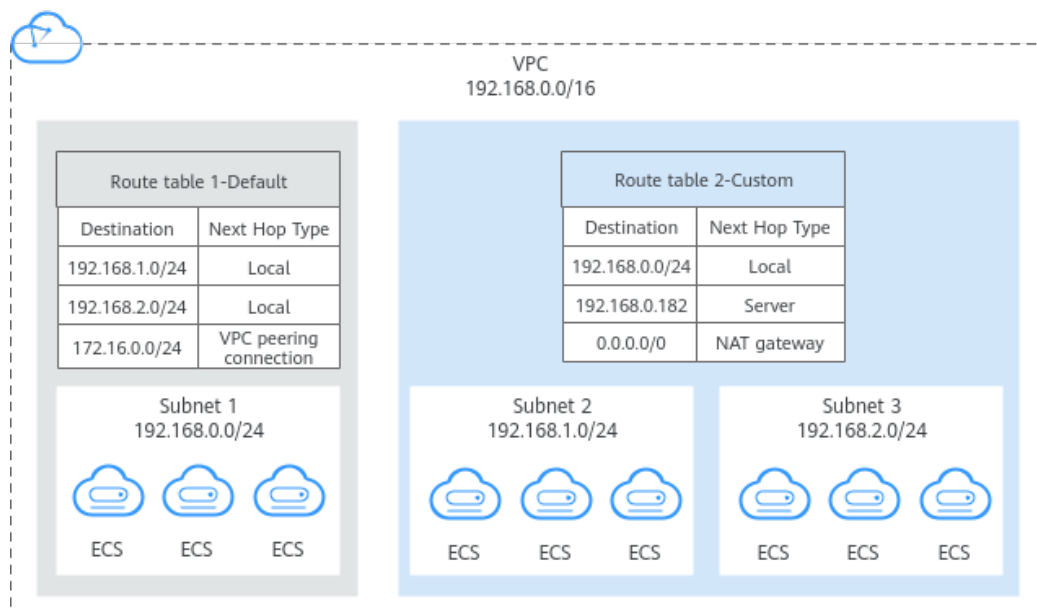 VPC
192.168.0.0/16
Route table 1-Default
Destination Next Hop Type
192.168.1.0/24 Local
192.168.2.0/24 Local
172.16.0.0/24 VPC peering connection
Subnet 1
192.168.0.0/24
ECS ECS ECS
Route table 2-Custom
Destination Next Hop Type
192.168.0.0/24 Local
192.168.0.182 Server
0.0.0.0/0 NAT gateway
Subnet 2
192.168.1.0/24
ECS ECS ECS
Subnet 3
192.168.2.0/24
ECS ECS ECS